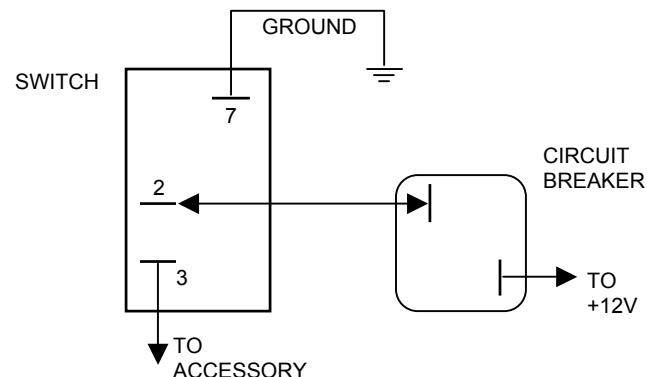 GROUND
SWITCH
7
CIRCUIT
BREAKER
2
3
TO
+12V
TO
ACCESSORY